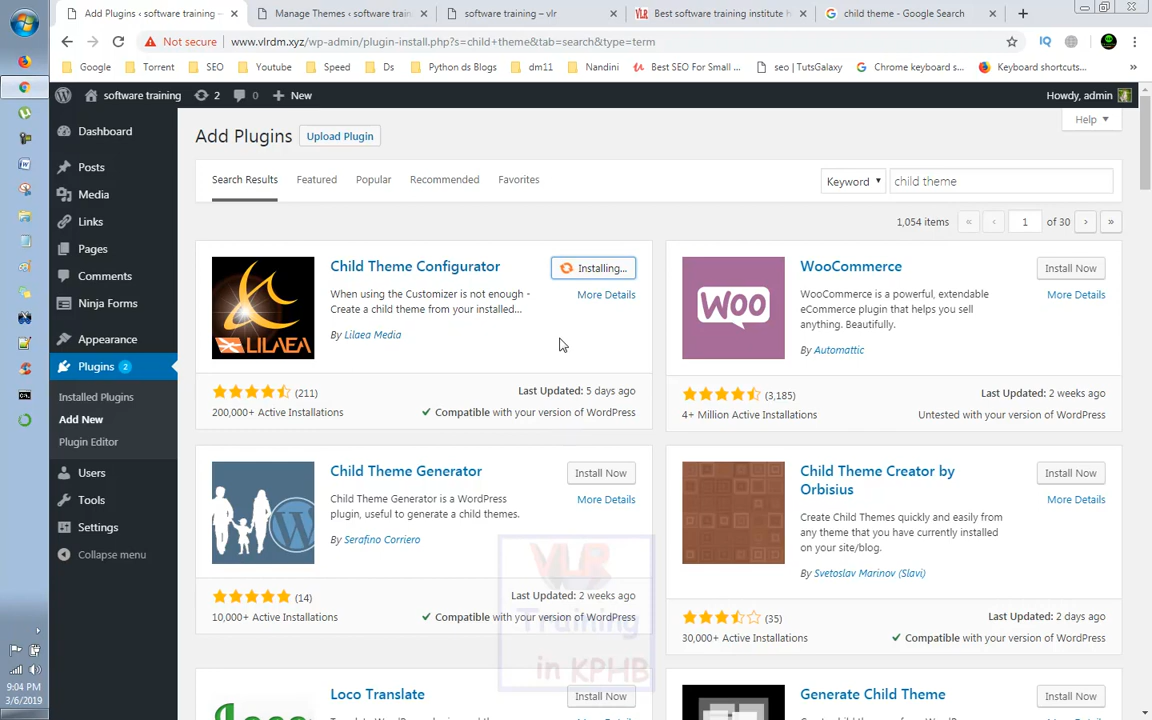 Add Plugins ‹ software training –
Manage Themes ‹ software train
software training – vlr
VLR Best software training institute
child theme - Google Search
Not secure | www.vlrdm.xyz/wp-admin/plugin-install.php?s=child+theme&tab=search&type=term
IQ
Google
Torrent
SEO
Youtube
Speed
Ds
Python ds Blogs
dm11
Nandini
Best SEO For Small ...
seo | TutsGalaxy
Chrome keyboard s...
Keyboard shortcuts...
»
software training
2
0
New
Howdy, admin
Dashboard
Posts
Media
Links
Pages
Comments
Ninja Forms
Appearance
Plugins 2
Installed Plugins
Add New
Plugin Editor
Users
Tools
Settings
Collapse menu
Help
Add Plugins
Upload Plugin
Search Results
Featured
Popular
Recommended
Favorites
Keyword
child theme
1,054 items « ‹ 1 of 30 › »
LILAEA
Child Theme Configurator
Installing...
When using the Customizer is not enough -
Create a child theme from your installed...
More Details
By Lilaea Media
(211)
Last Updated: 5 days ago
200,000+ Active Installations
Compatible with your version of WordPress
WOO
WooCommerce
Install Now
WooCommerce is a powerful, extendable
eCommerce plugin that helps you sell
anything. Beautifully.
More Details
By Automattic
(3,185)
Last Updated: 2 weeks ago
4+ Million Active Installations
Untested with your version of WordPress
Child Theme Generator
Install Now
Child Theme Generator is a WordPress
plugin, useful to generate a child themes.
More Details
By Serafino Corriero
(14)
Last Updated: 2 weeks ago
10,000+ Active Installations
Compatible with your version of WordPress
Child Theme Creator by
Orbisius
Install Now
Create Child Themes quickly and easily from
any theme that you have currently installed
on your site/blog.
More Details
By Svetoslav Marinov (Slavi)
(35)
Last Updated: 2 days ago
30,000+ Active Installations
Compatible with your version of WordPress
Loco Translate
Install Now
Generate Child Theme
Install Now
VLR
Training
in KPHB
9:04 PM
3/6/2019